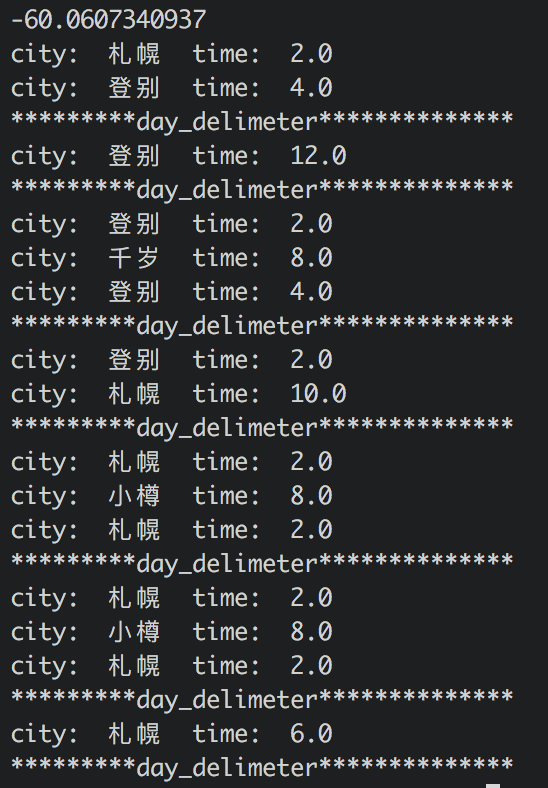 -60.0607340937
city:  札幌  time:  2.0
city:  登别  time:  4.0
*********day_delimeter**************
city:  登别  time:  12.0
*********day_delimeter**************
city:  登别  time:  2.0
city:  千岁  time:  8.0
city:  登别  time:  4.0
*********day_delimeter**************
city:  登别  time:  2.0
city:  札幌  time:  10.0
*********day_delimeter**************
city:  札幌  time:  2.0
city:  小樽  time:  8.0
city:  札幌  time:  2.0
*********day_delimeter**************
city:  札幌  time:  2.0
city:  小樽  time:  8.0
city:  札幌  time:  2.0
*********day_delimeter**************
city:  札幌  time:  6.0
*********day_delimeter**************